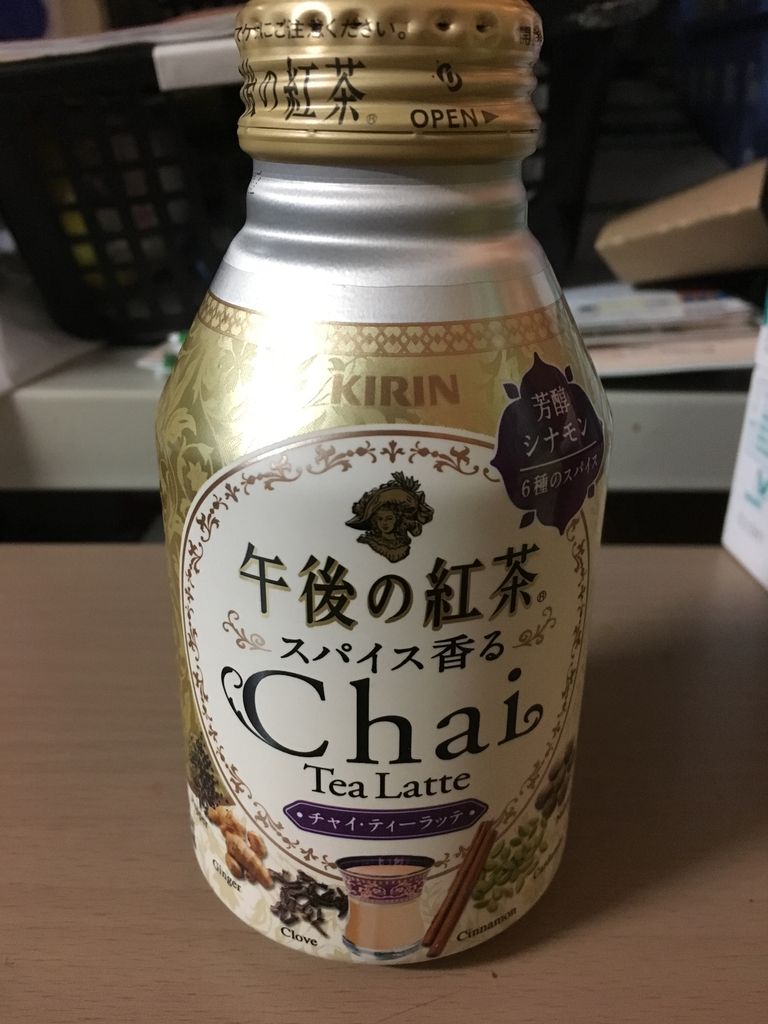 ご注意ください。
の紅茶®
OPEN▶
KIRIN
芳醇
シナモン
6種のスパイス
午後の紅茶®
スパイス香る
Chai
Tea Latte
・チャイ・ティーラッテ・
Ginger
Clove
Cinnamon